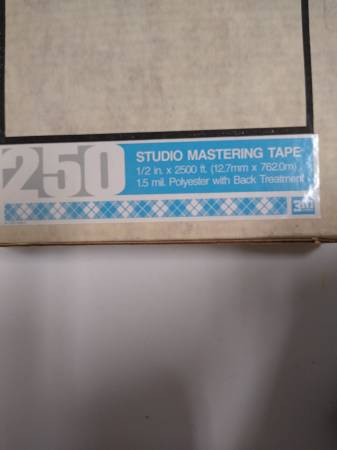 250
STUDIO MASTERING TAPE
1/2 in. x 2500 ft. (12.7mm x 762.0m)
1.5 mil. Polyester with Back Treatment
3M